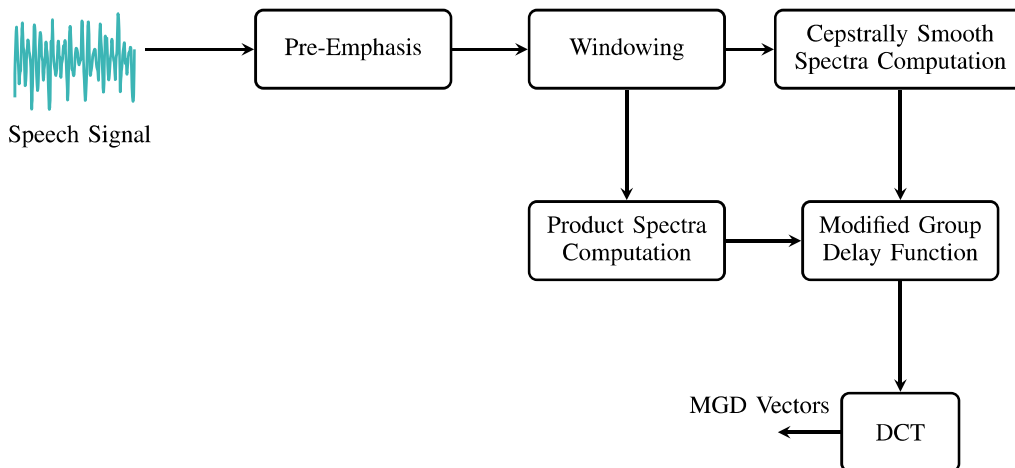 Speech Signal
Pre-Emphasis
Windowing
Cepstrally Smooth
Spectra Computation
Product Spectra
Computation
Modified Group
Delay Function
MGD Vectors
DCT